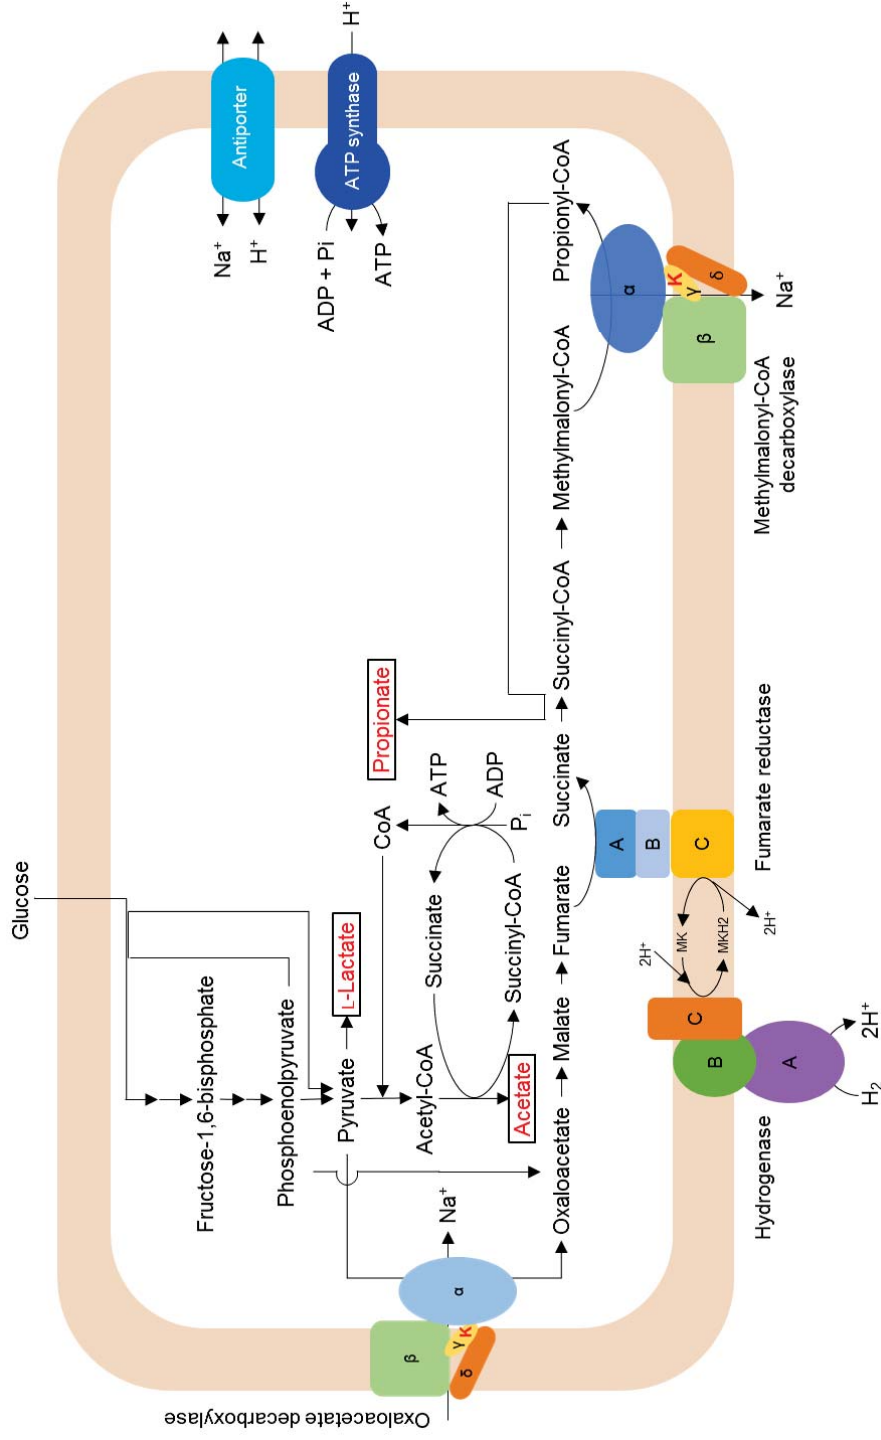 Glucose
Fructose-1,6-bisphosphate
Phosphoenolpyruvate
Pyruvate
L-Lactate
CoA
Acetyl-CoA
Succinate
ATP
ADP
Pi
Succinyl-CoA
Acetate
Propionate
Oxaloacetate
Malate
Fumarate
Succinate
Succinyl-CoA
Methylmalonyl-CoA
Propionyl-CoA
Na⁺
H⁺
Antiporter
ADP + Pi
ATP
ATP synthase
H⁺
Oxaloacetate decarboxylase
β
γ
K
δ
α
Na⁺
Hydrogenase
A
B
C
H₂
2H⁺
2H⁺
MK
MKH2
2H⁺
A
B
C
Fumarate reductase
Methylmalonyl-CoA
decarboxylase
α
β
γ
K
δ
Na⁺